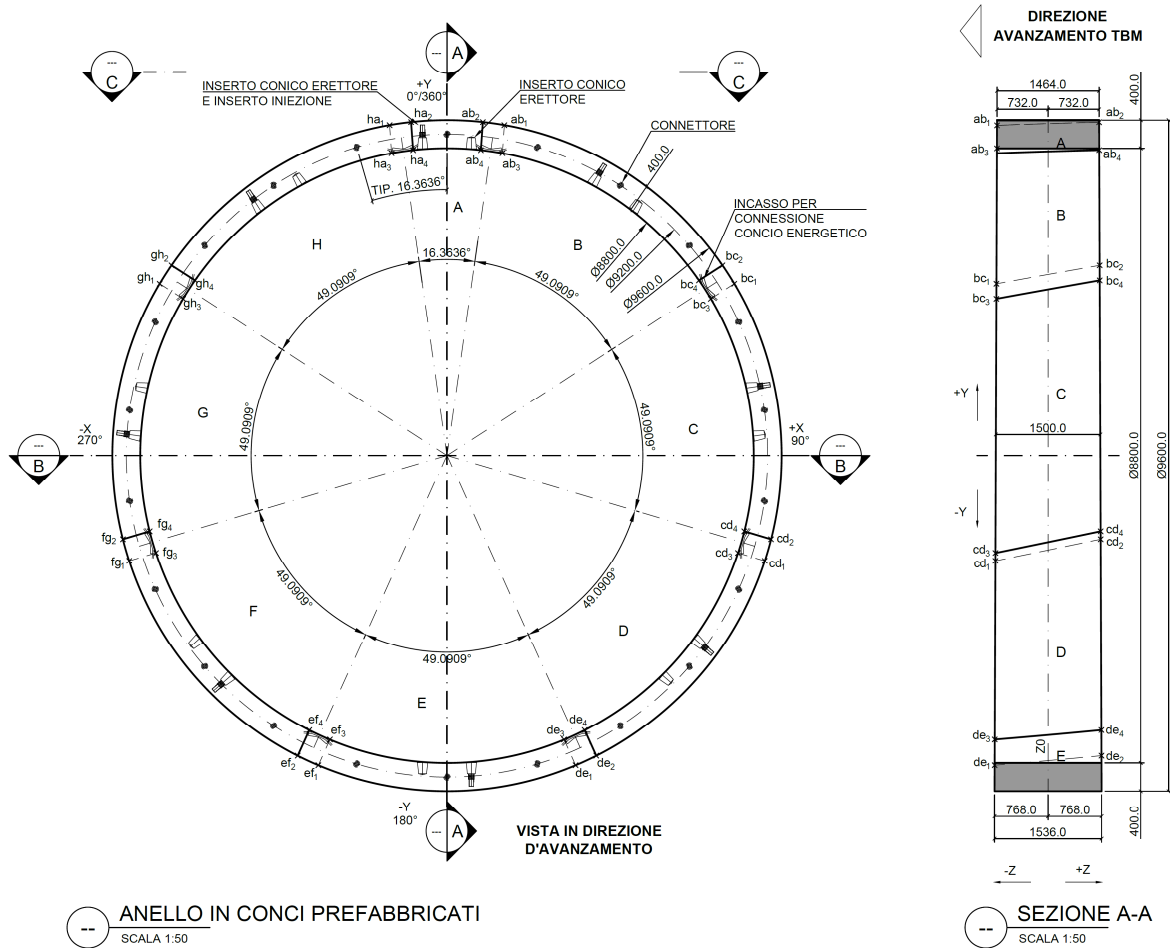 DIREZIONE
AVANZAMENTO TBM
---
A
---
C
---
C
+Y
0°/360°
INSERTO CONICO ERETTORE
E INSERTO INIEZIONE
INSERTO CONICO
ERETTORE
CONNETTORE
400.0
INCASSO PER
CONNESSIONE
CONCIO ENERGETICO
ha1
ha2
ab2
ab1
ha3
ha4
ab4
ab3
TIP. 16.3636°
A
H
B
16.3636°
Ø8800.0
Ø9200.0
Ø9600.0
gh2
gh1
gh4
gh3
bc2
bc1
bc4
bc3
49.0909°
49.0909°
G
C
49.0909°
49.0909°
-X
270°
+X
90°
---
B
---
B
fg2
fg4
fg1
fg3
cd4
cd2
cd3
cd1
49.0909°
49.0909°
F
D
49.0909°
E
ef4
ef3
ef2
ef1
de4
de3
de1
de2
-Y
180°
---
A
VISTA IN DIREZIONE
D'AVANZAMENTO
--
ANELLO IN CONCI PREFABBRICATI
SCALA 1:50
1464.0
732.0
732.0
400.0
ab1
ab2
A
ab3
ab4
B
bc1
bc2
bc3
bc4
+Y
C
1500.0
Ø8800.0
Ø9600.0
-Y
cd3
cd4
cd1
cd2
D
de3
de4
Z0
E
de1
de2
768.0
768.0
1536.0
400.0
-Z
+Z
--
SEZIONE A-A
SCALA 1:50